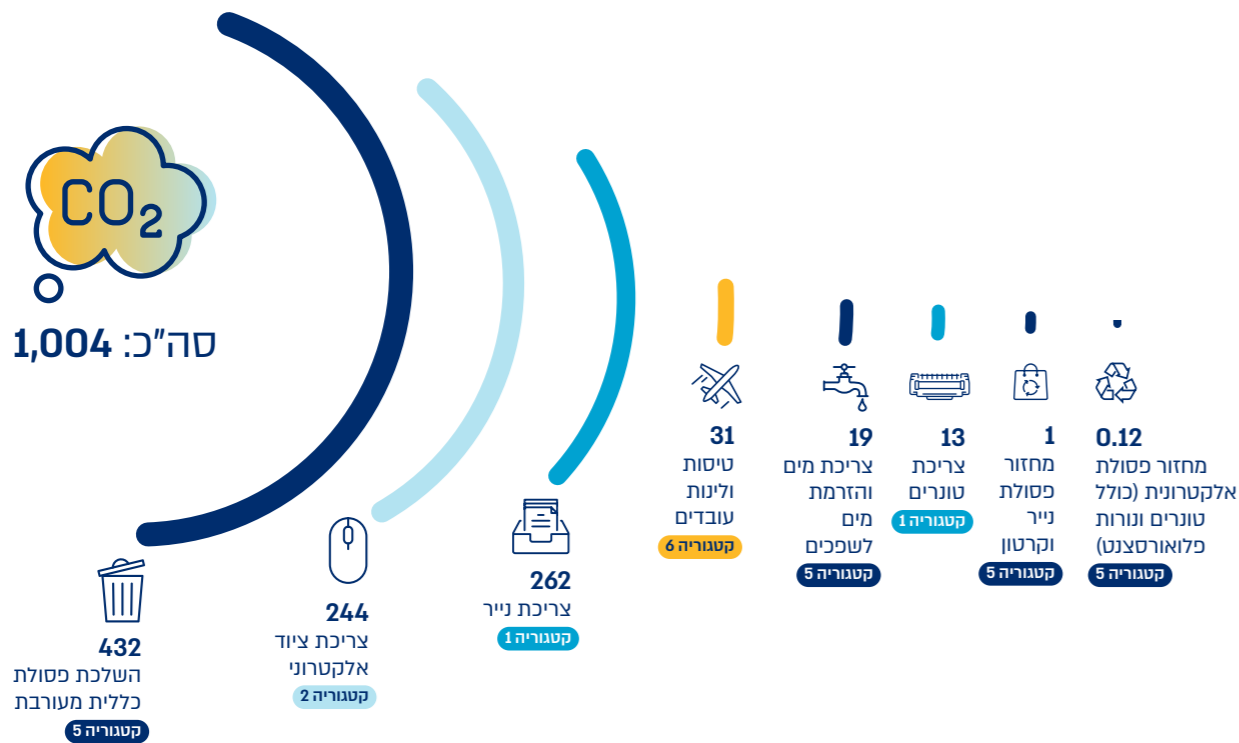 CO2
סה"כ: 1,004
432
השלכת פסולת
כללית מעורבת
קטגוריה 5
244
צריכת ציוד
אלקטרוני
קטגוריה 2
262
צריכת נייר
קטגוריה 1
31
טיסות
ולינות
עובדים
קטגוריה 6
19
צריכת מים
והזרמת
מים
לשפכים
קטגוריה 5
13
צריכת
טונרים
קטגוריה 1
1
מחזור
פסולת
נייר
וקרטון
קטגוריה 5
0.12
מחזור פסולת
אלקטרונית (כולל
טונרים ונורות
פלואורסצנט)
קטגוריה 5